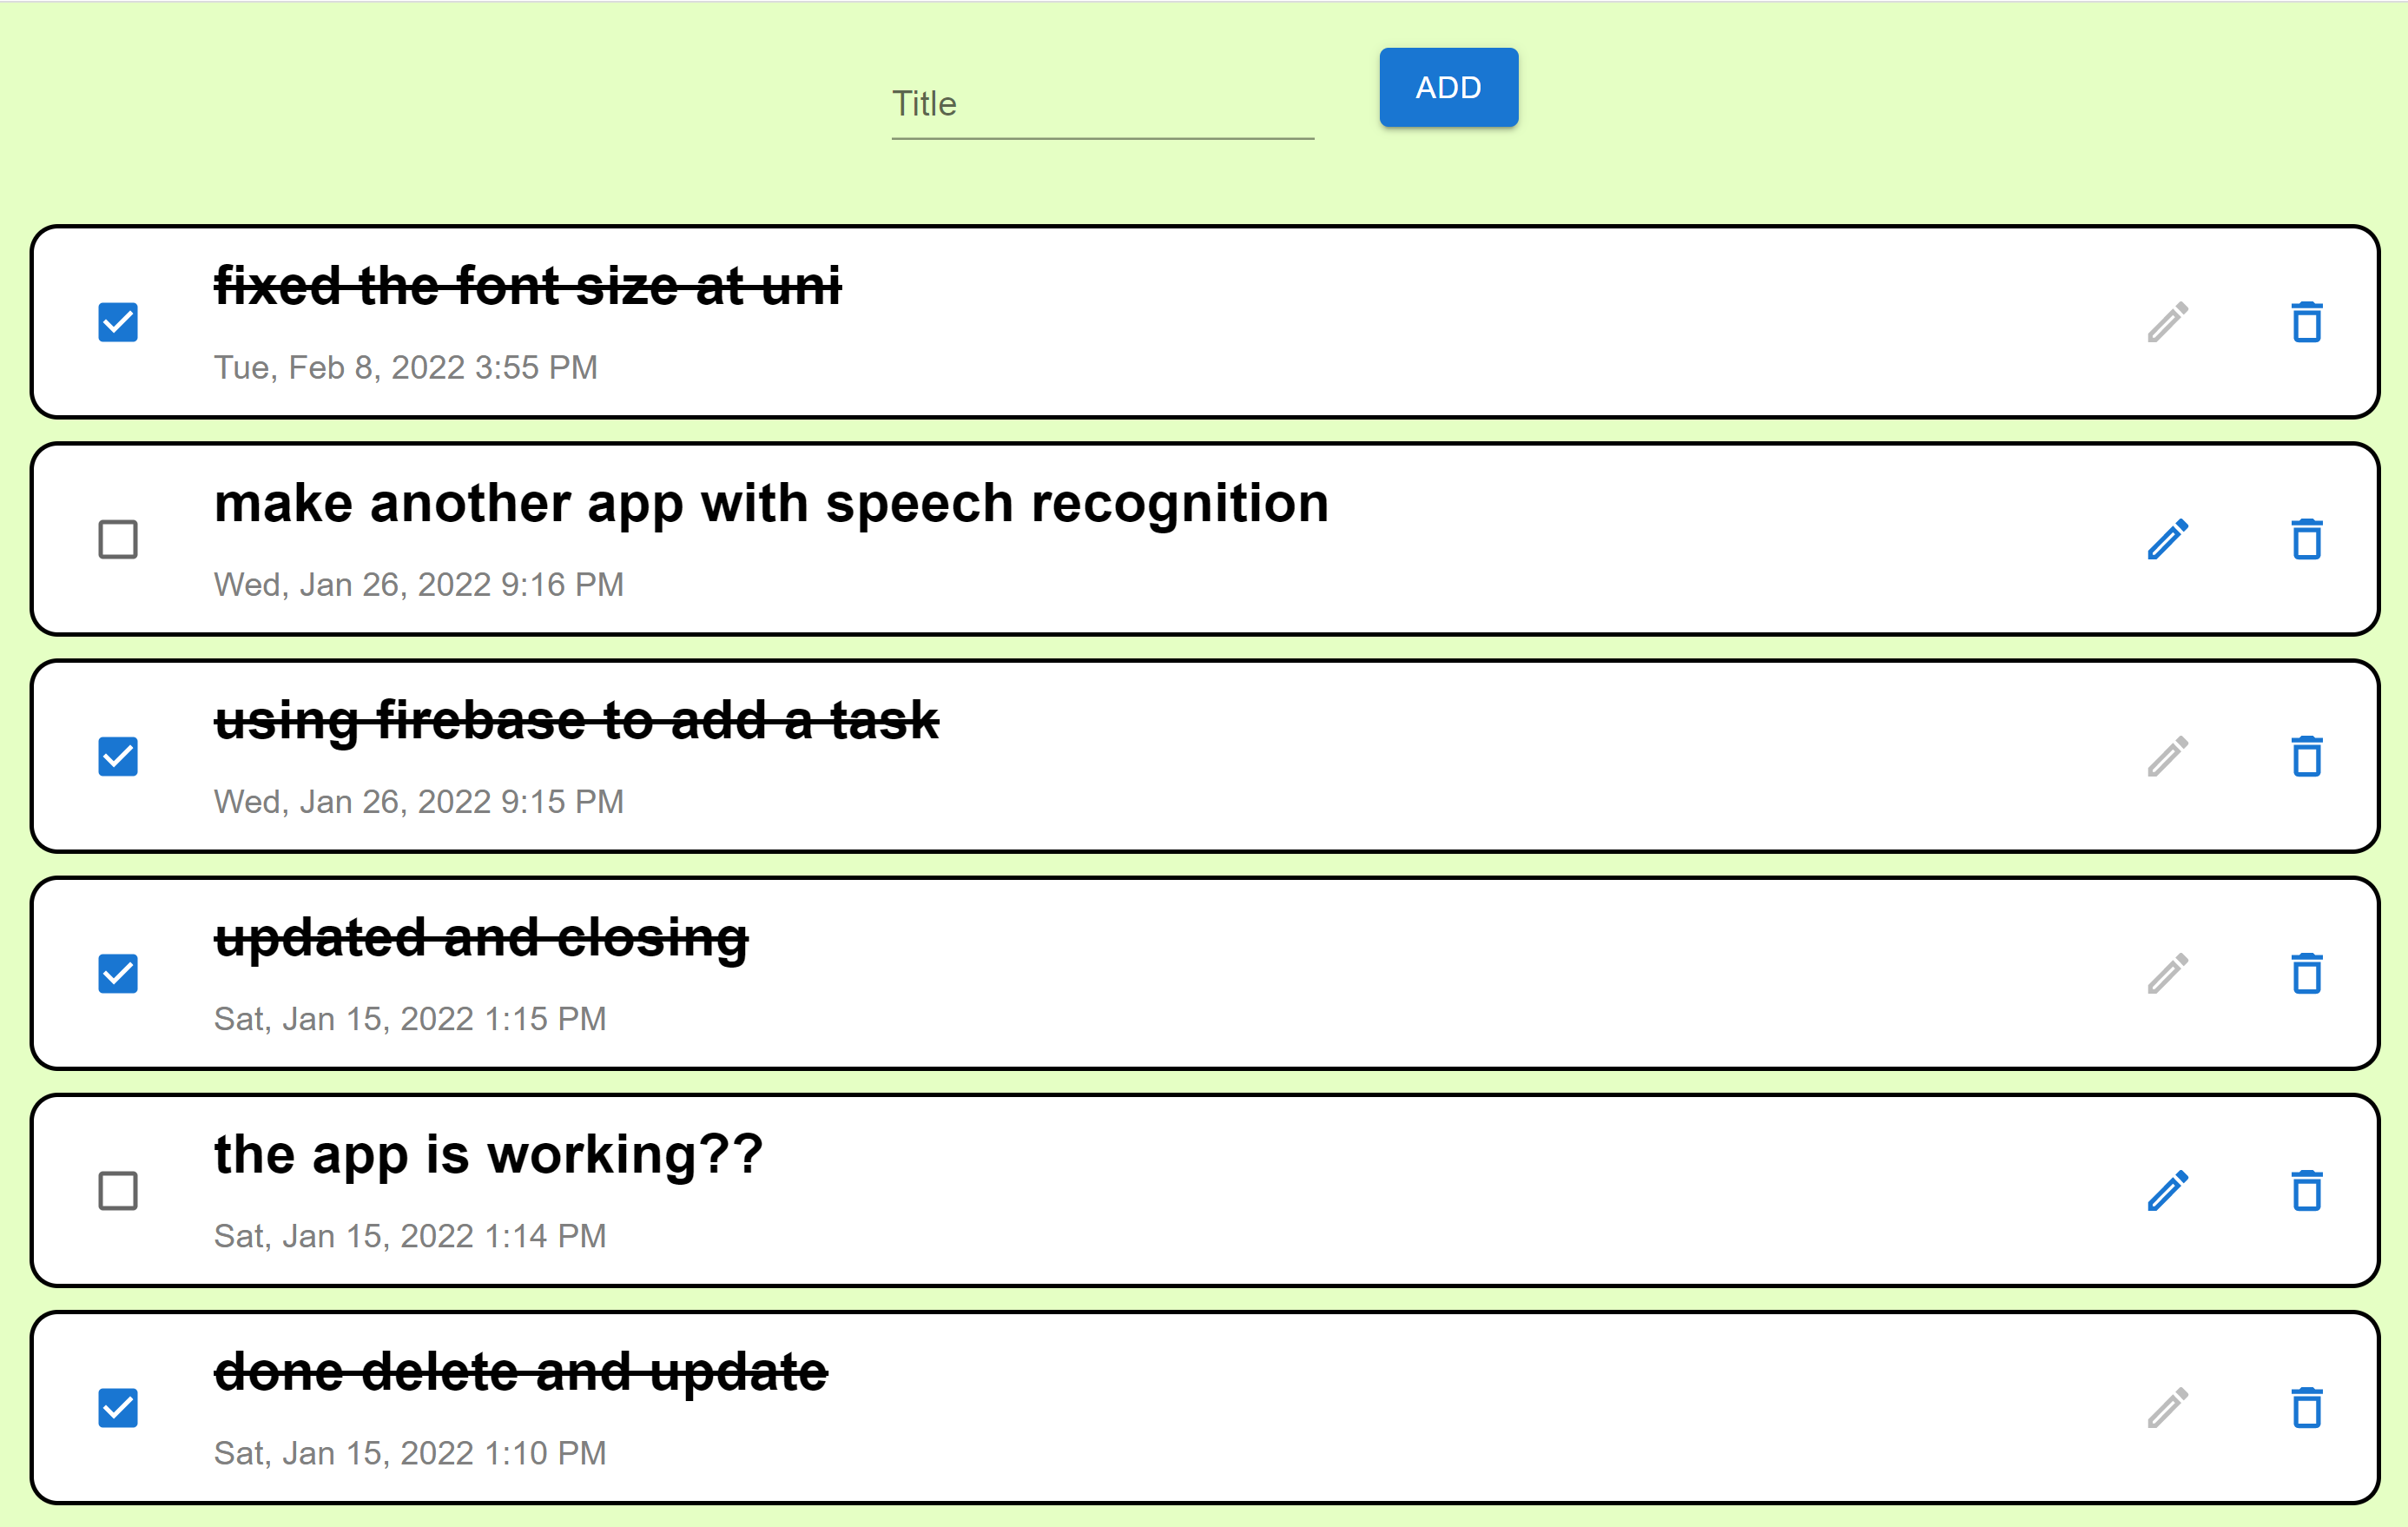 Title
ADD
fixed the font size at uni
Tue, Feb 8, 2022 3:55 PM
make another app with speech recognition
Wed, Jan 26, 2022 9:16 PM
using firebase to add a task
Wed, Jan 26, 2022 9:15 PM
updated and closing
Sat, Jan 15, 2022 1:15 PM
the app is working??
Sat, Jan 15, 2022 1:14 PM
done delete and update
Sat, Jan 15, 2022 1:10 PM